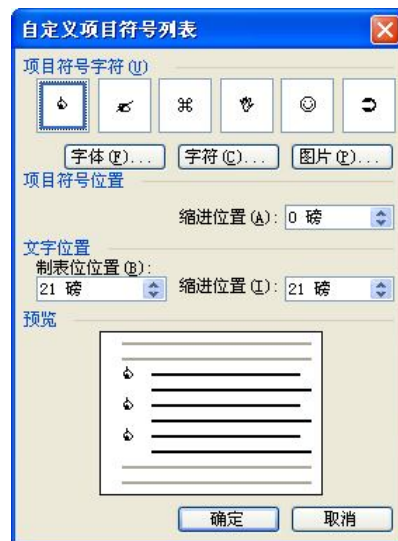 自定义项目符号列表
项目符号字符(U)
字体(F)... 字符(C)... 图片(P)...
项目符号位置
缩进位置(A): 0 磅
文字位置
制表位位置(B):
21 磅 缩进位置(I): 21 磅
预览
确定 取消